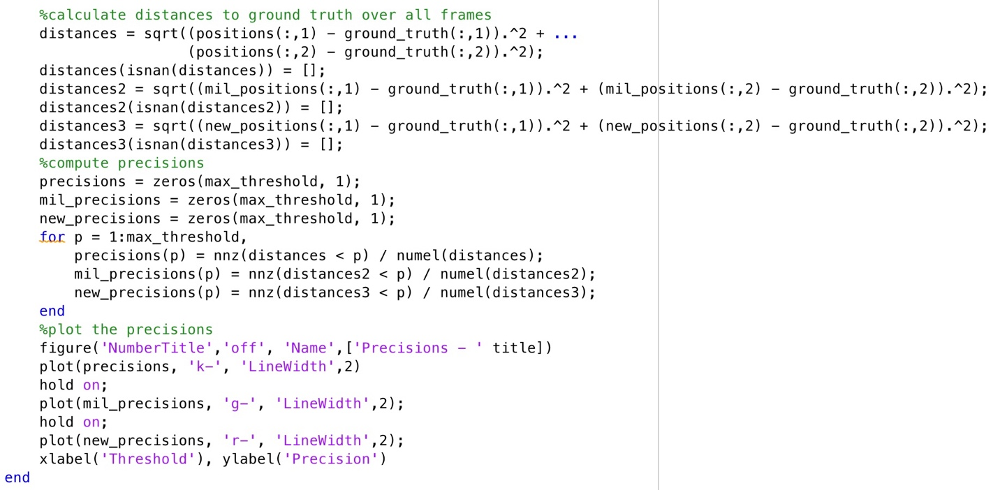 %calculate distances to ground truth over all frames
distances = sqrt((positions(:,1) - ground_truth(:,1)).^2 + ...
(positions(:,2) - ground_truth(:,2)).^2);
distances(isnan(distances)) = [];
distances2 = sqrt((mil_positions(:,1) - ground_truth(:,1)).^2 + (mil_positions(:,2) - ground_truth(:,2)).^2);
distances2(isnan(distances2)) = [];
distances3 = sqrt((new_positions(:,1) - ground_truth(:,1)).^2 + (new_positions(:,2) - ground_truth(:,2)).^2);
distances3(isnan(distances3)) = [];
%compute precisions
precisions = zeros(max_threshold, 1);
mil_precisions = zeros(max_threshold, 1);
new_precisions = zeros(max_threshold, 1);
for p = 1:max_threshold,
precisions(p) = nnz(distances < p) / numel(distances);
mil_precisions(p) = nnz(distances2 < p) / numel(distances2);
new_precisions(p) = nnz(distances3 < p) / numel(distances3);
end
%plot the precisions
figure('NumberTitle','off', 'Name',['Precisions - ' title])
plot(precisions, 'k-', 'LineWidth',2)
hold on;
plot(mil_precisions, 'g-', 'LineWidth',2);
hold on;
plot(new_precisions, 'r-', 'LineWidth',2);
xlabel('Threshold'), ylabel('Precision')
end